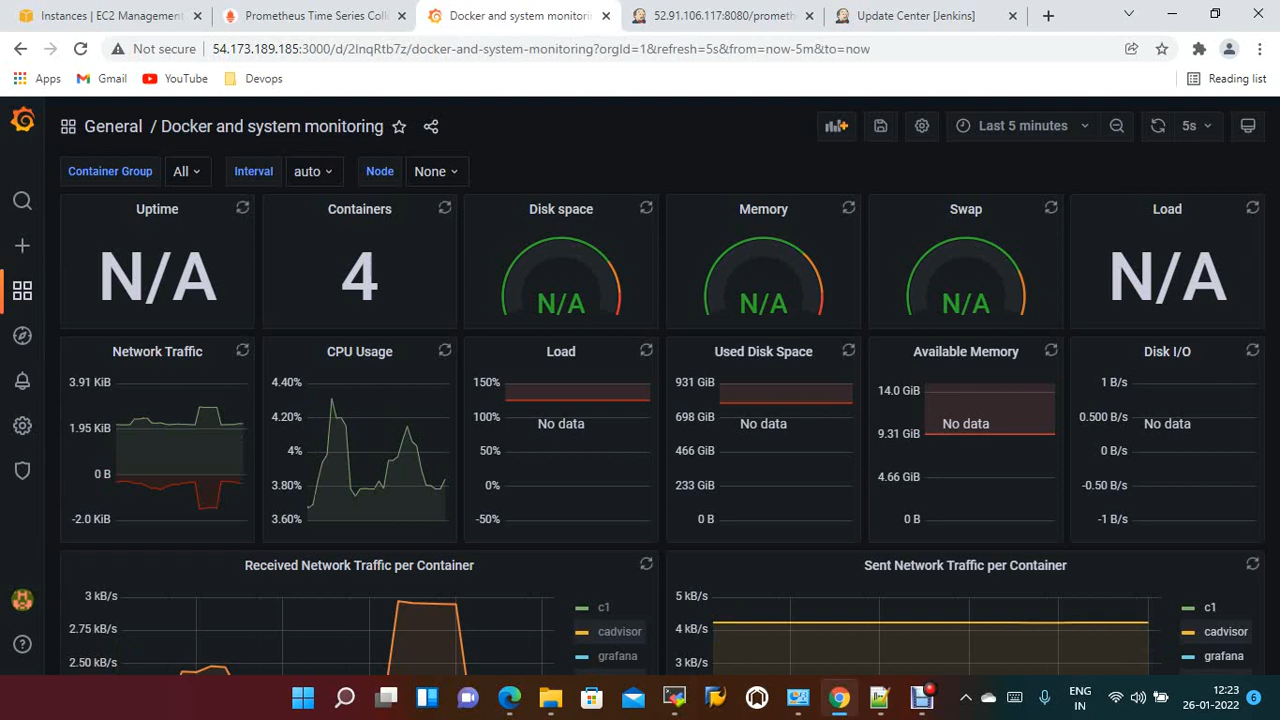 Instances | EC2 Management
Prometheus Time Series Coll
Docker and system monitorin
52.91.106.117:8080/prometh
Update Center [Jenkins]
Not secure
54.173.189.185:3000/d/2lnqRtb7z/docker-and-system-monitoring?orgId=1&refresh=5s&from=now-5m&to=now
Apps
Gmail
YouTube
Devops
Reading list
General / Docker and system monitoring
Last 5 minutes
5s
Container Group
All
Interval
auto
Node
None
Uptime
N/A
Containers
4
Disk space
N/A
Memory
N/A
Swap
N/A
Load
N/A
Network Traffic
3.91 KiB
1.95 KiB
0 B
-2.0 KiB
CPU Usage
4.40%
4.20%
4%
3.80%
3.60%
Load
150%
100%
50%
0%
-50%
No data
Used Disk Space
931 GiB
698 GiB
466 GiB
233 GiB
0 B
No data
Available Memory
14.0 GiB
9.31 GiB
4.66 GiB
0 B
No data
Disk I/O
1 B/s
0.500 B/s
0 B/s
-0.50 B/s
-1 B/s
No data
Received Network Traffic per Container
3 kB/s
2.75 kB/s
2.50 kB/s
c1
cadvisor
grafana
Sent Network Traffic per Container
5 kB/s
4 kB/s
3 kB/s
c1
cadvisor
grafana
ENG
IN
12:23
26-01-2022
6